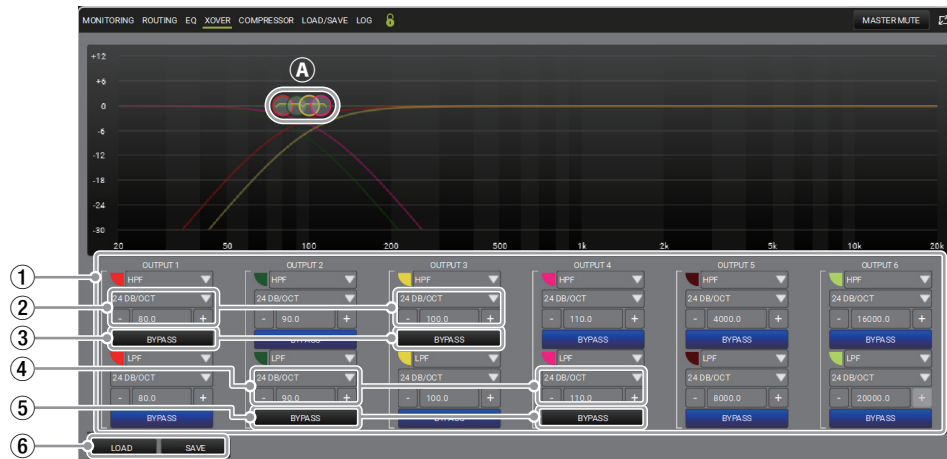 MONITORING ROUTING EQ XOVER COMPRESSOR LOAD/SAVE LOG MASTER MUTE
A
+12
+6
0
-6
-12
-18
-24
-30
20 50 100 200 500 1k 2k 5k 10k 20k
1
2
3
4
5
6
OUTPUT 1
HPF
24 DB/OCT
- 80.0 +
BYPASS
LPF
24 DB/OCT
- 80.0 +
BYPASS
OUTPUT 2
HPF
24 DB/OCT
- 90.0 +
BYPASS
LPF
24 DB/OCT
- 90.0 +
BYPASS
OUTPUT 3
HPF
24 DB/OCT
- 100.0 +
BYPASS
LPF
24 DB/OCT
- 100.0 +
BYPASS
OUTPUT 4
HPF
24 DB/OCT
- 110.0 +
BYPASS
LPF
24 DB/OCT
- 110.0 +
BYPASS
OUTPUT 5
HPF
24 DB/OCT
- 4000.0 +
BYPASS
LPF
24 DB/OCT
- 8000.0 +
BYPASS
OUTPUT 6
HPF
24 DB/OCT
- 16000.0 +
BYPASS
LPF
24 DB/OCT
- 20000.0 +
BYPASS
LOAD SAVE